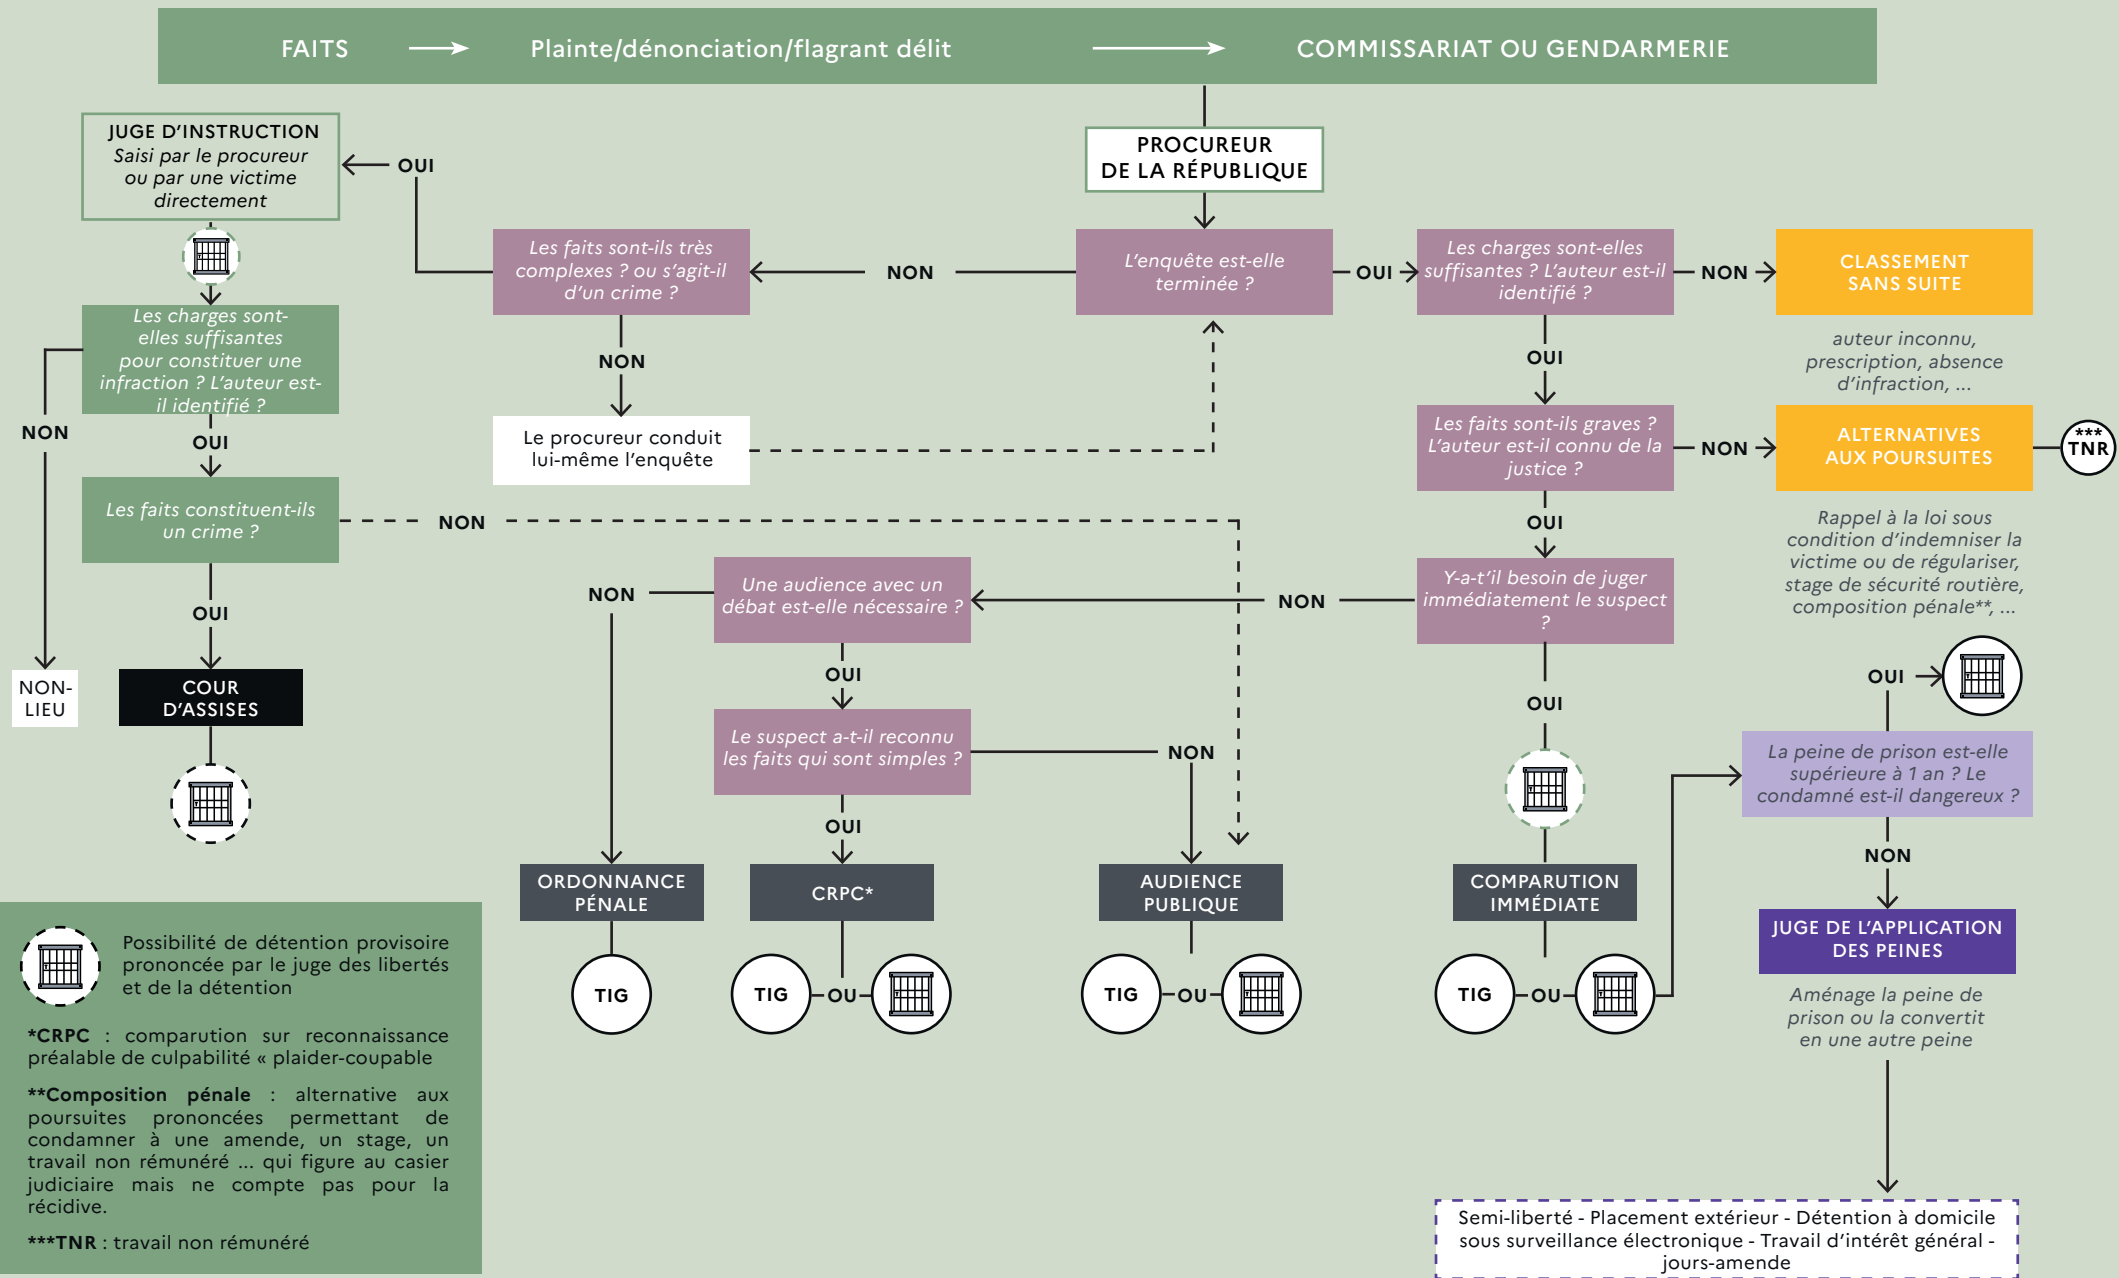 FAITS
Plainte/dénonciation/flagrant délit
COMMISSARIAT OU GENDARMERIE
JUGE D'INSTRUCTION
Saisi par le procureur
ou par une victime
directement
OUI
PROCUREUR
DE LA RÉPUBLIQUE
Les faits sont-ils très
complexes ? ou s'agit-il
d'un crime ?
NON
L'enquête est-elle
terminée ?
OUI
Les charges sont-elles
suffisantes ? L'auteur est-il
identifié ?
NON
CLASSEMENT
SANS SUITE
auteur inconnu,
prescription, absence
d'infraction, ...
Les charges sont-
elles suffisantes
pour constituer une
infraction ? L'auteur est-
il identifié ?
NON
OUI
NON
Le procureur conduit
lui-même l'enquête
OUI
Les faits sont-ils graves ?
L'auteur est-il connu de la
justice ?
NON
ALTERNATIVES
AUX POURSUITES
***
TNR
Rappel à la loi sous
condition d'indemniser la
victime ou de régulariser,
stage de sécurité routière,
composition pénale**, ...
Les faits constituent-ils
un crime ?
NON
OUI
OUI
Y-a-t'il besoin de juger
immédiatement le suspect
?
NON
Une audience avec un
débat est-elle nécessaire ?
NON
OUI
NON-
LIEU
COUR
D'ASSISES
Le suspect a-t-il reconnu
les faits qui sont simples ?
NON
OUI
OUI
OUI
La peine de prison est-elle
supérieure à 1 an ? Le
condamné est-il dangereux ?
NON
ORDONNANCE
PÉNALE
CRPC*
AUDIENCE
PUBLIQUE
COMPARUTION
IMMÉDIATE
JUGE DE L'APPLICATION
DES PEINES
TIG
TIG
OU
TIG
OU
TIG
OU
Aménage la peine de
prison ou la convertit
en une autre peine
Semi-liberté - Placement extérieur - Détention à domicile
sous surveillance électronique - Travail d'intérêt général -
jours-amende
Possibilité de détention provisoire
prononcée par le juge des libertés
et de la détention
*CRPC : comparution sur reconnaissance
préalable de culpabilité « plaider-coupable
**Composition pénale : alternative aux
poursuites prononcées permettant de
condamner à une amende, un stage, un
travail non rémunéré ... qui figure au casier
judiciaire mais ne compte pas pour la
récidive.
***TNR : travail non rémunéré